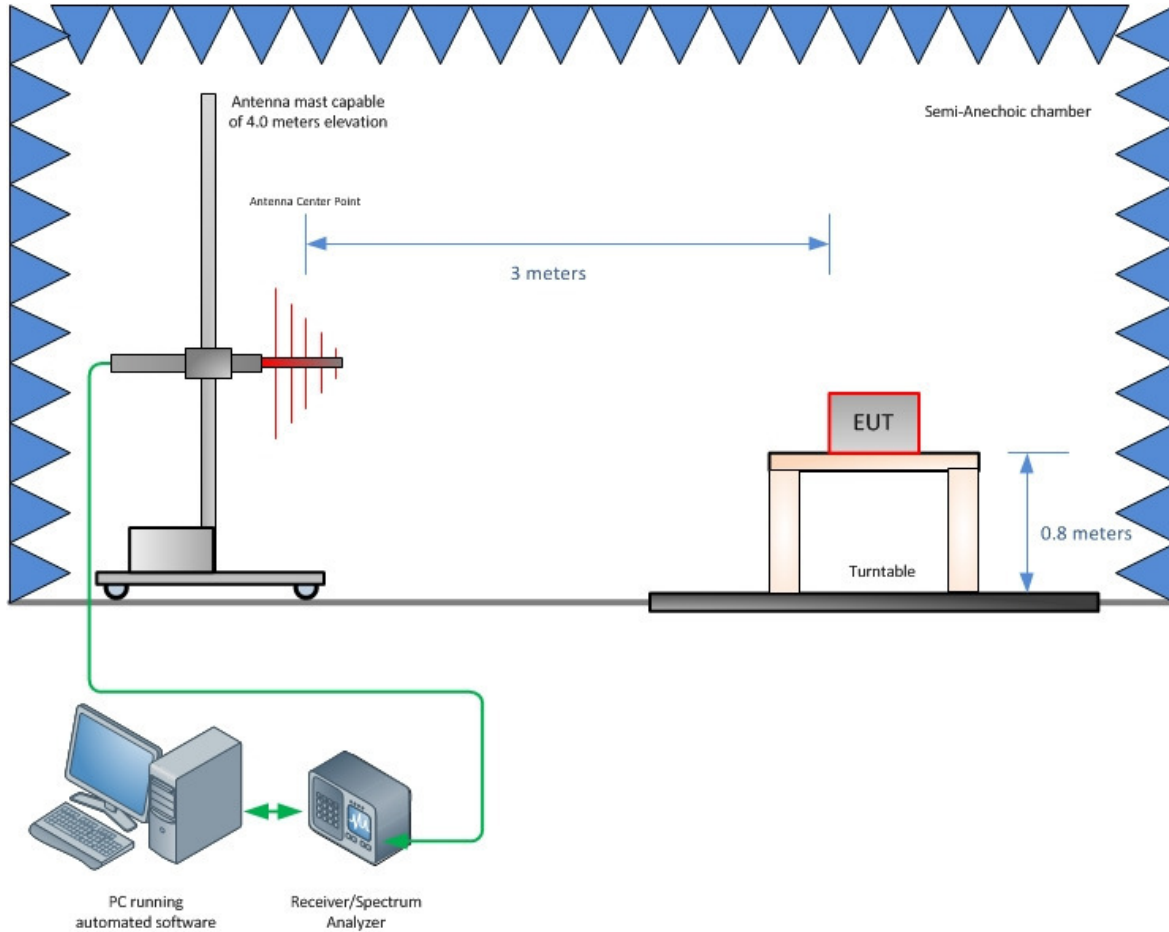 Antenna mast capable
of 4.0 meters elevation
Semi-Anechoic chamber
Antenna Center Point
3 meters
EUT
0.8 meters
Turntable
PC running
automated software
Receiver/Spectrum
Analyzer